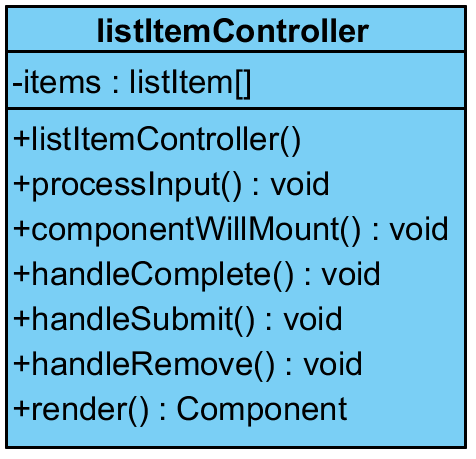 listItemController
-items : listItem[]
+listItemController()
+processInput() : void
+componentWillMount() : void
+handleComplete() : void
+handleSubmit() : void
+handleRemove() : void
+render() : Component